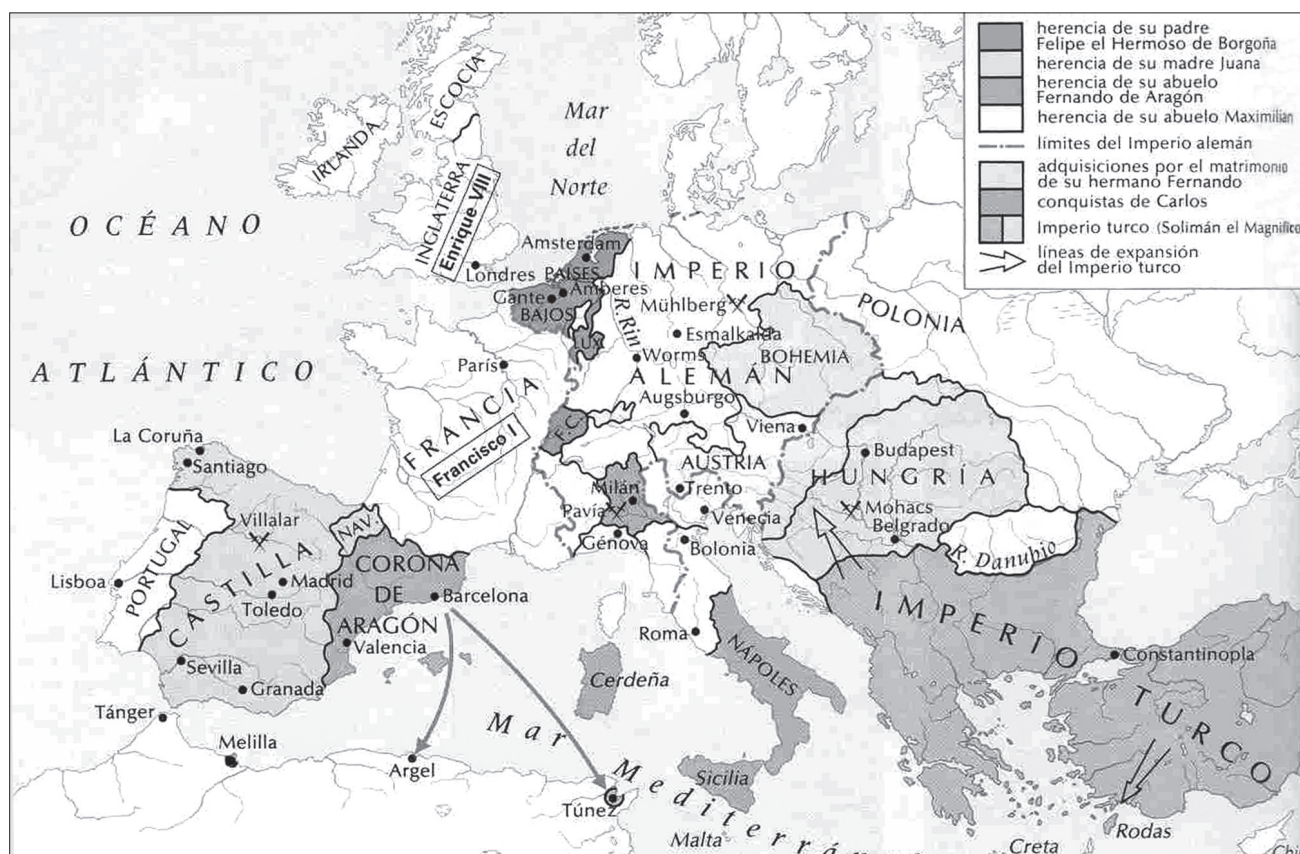 herencia de su padre
Felipe el Hermoso de Borgoña
herencia de su madre Juana
herencia de su abuelo
Fernando de Aragón
herencia de su abuelo Maximilian
límites del Imperio alemán
adquisiciones por el matrimonio
de su hermano Fernando
conquistas de Carlos
Imperio turco (Solimán el Magnífico
líneas de expansión
del Imperio turco
OCÉANO
ATLÁNTICO
Mar
del
Norte
ESCOCIA
IRLANDA
INGLATERRA
Enrique VIII
Londres
Amsterdam
PAÍSES
Amberes
Gante
BAJOS
LUX
R. Rin
IMPERIO
Mühlberg
Esmalkalda
Worms
ALEMÁN
Augsburgo
BOHEMIA
POLONIA
París
FRANCIA
Francisco I
F.C.
Viena
AUSTRIA
Budapest
HUNGRÍA
Mohacs
Belgrado
R. Danubio
Milán
Trento
Pavía
Venecia
Génova
Bolonia
La Coruña
Santiago
Villalar
NAV.
PORTUGAL
CASTILLA
Lisboa
Madrid
Toledo
CORONA
DE
ARAGÓN
Barcelona
Valencia
Sevilla
Granada
Tánger
Melilla
Argel
Túnez
Roma
NÁPOLES
Cerdeña
Sicilia
Malta
Mar
IMPERIO
TURCO
Constantinopla
Rodas
Creta